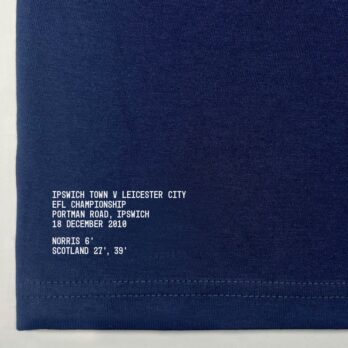 IPSWICH TOWN V LEICESTER CITY
EFL CHAMPIONSHIP
PORTMAN ROAD, IPSWICH
18 DECEMBER 2010
NORRIS 6'
SCOTLAND 27', 39'